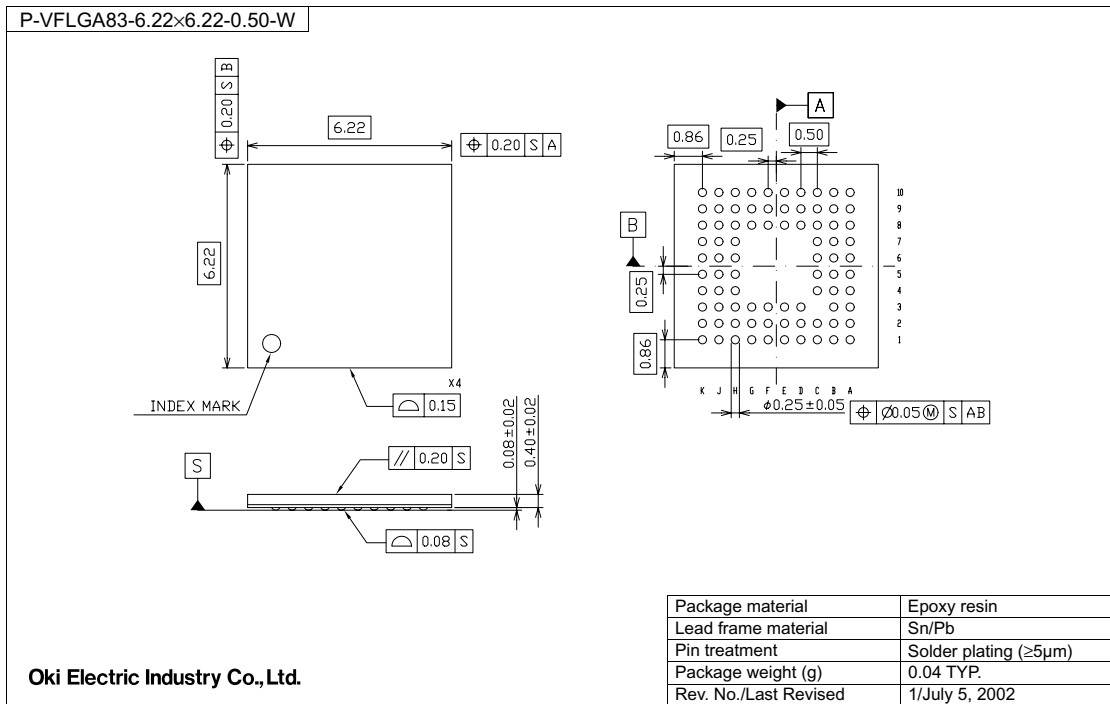 P-VFLGA83-6.22×6.22-0.50-W
⌖ 0.20 S B
6.22
⌖ 0.20 S A
6.22
INDEX MARK
X4
⌓ 0.15
A
0.86
0.25
0.50
10
9
8
7
6
5
4
3
2
1
B
0.25
0.86
K J H G F E D C B A
ϕ0.25±0.05
⌖ Ø0.05 Ⓜ S AB
S
// 0.20 S
0.08±0.02
0.40±0.02
⌓ 0.08 S
Package material Epoxy resin
Lead frame material Sn/Pb
Pin treatment Solder plating (≥5μm)
Package weight (g) 0.04 TYP.
Rev. No./Last Revised 1/July 5, 2002
Oki Electric Industry Co., Ltd.